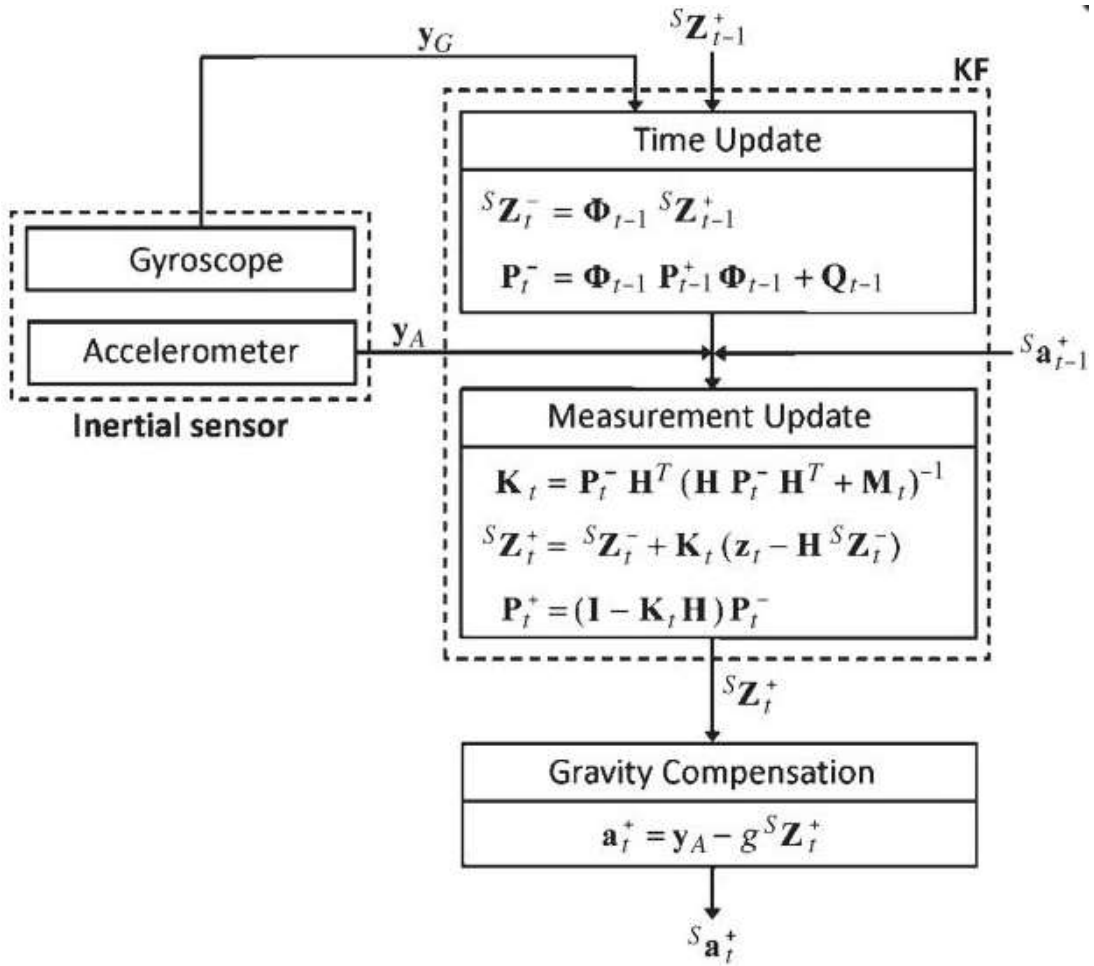 y_G
^S Z^+_{t-1}
KF
Time Update
^S Z^-_t = Φ_{t-1} ^S Z^+_{t-1}
P^-_t = Φ_{t-1} P^+_{t-1} Φ_{t-1} + Q_{t-1}
Gyroscope
Accelerometer
Inertial sensor
y_A
^S a^+_{t-1}
Measurement Update
K_t = P^-_t H^T (H P^-_t H^T + M_t)^{-1}
^S Z^+_t = ^S Z^-_t + K_t (z_t – H ^S Z^-_t)
P^+_t = (I – K_t H) P^-_t
^S Z^+_t
Gravity Compensation
a^+_t = y_A – g ^S Z^+_t
^S a^+_t